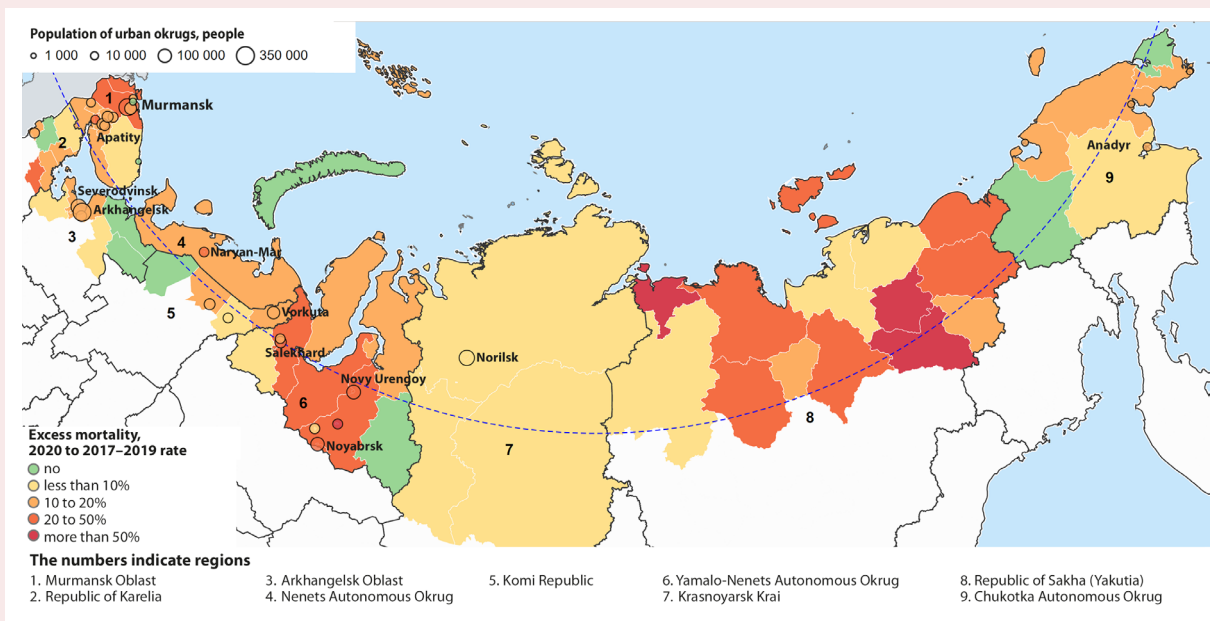 Population of urban okrugs, people
1 000 10 000 100 000 350 000
1
Murmansk
2
Apatity
Severodvinsk
Arkhangelsk
3
4
Naryan-Mar
5
Vorkuta
Salekhard
Norilsk
Novy Urengoy
6
Noyabrsk
7
8
Anadyr
9
Excess mortality,
2020 to 2017–2019 rate
no
less than 10%
10 to 20%
20 to 50%
more than 50%
The numbers indicate regions
1. Murmansk Oblast
2. Republic of Karelia
3. Arkhangelsk Oblast
4. Nenets Autonomous Okrug
5. Komi Republic
6. Yamalo-Nenets Autonomous Okrug
7. Krasnoyarsk Krai
8. Republic of Sakha (Yakutia)
9. Chukotka Autonomous Okrug